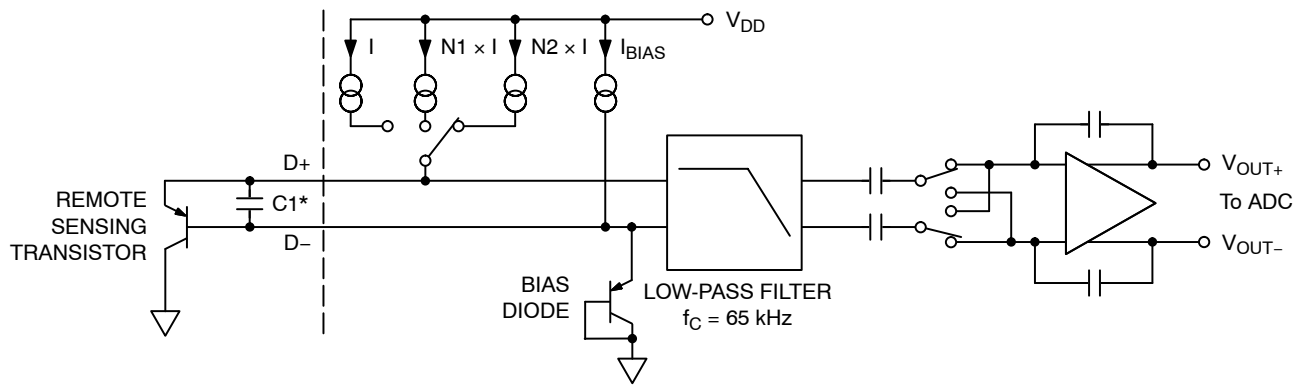 V_DD
I
N1 × I
N2 × I
I_BIAS
D+
REMOTE
SENSING
TRANSISTOR
C1*
D−
BIAS
DIODE
LOW-PASS FILTER
f_C = 65 kHz
V_OUT+
To ADC
V_OUT−